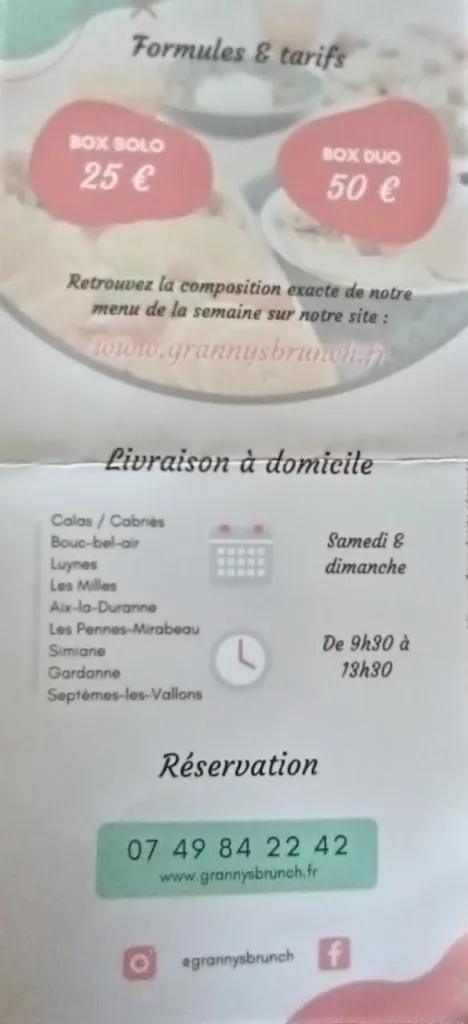 Formules & tarifs
BOX SOLO
25 €
BOX DUO
50 €
Retrouvez la composition exacte de notre
menu de la semaine sur notre site :
www.grannysbrunch.fr
Livraison à domicile
Calas / Cabriès
Bouc-bel-air
Luynes
Les Milles
Aix-la-Duranne
Les Pennes-Mirabeau
Simiane
Gardanne
Septèmes-les-Vallons
Samedi &
dimanche
De 9h30 à
13h30
Réservation
07 49 84 22 42
www.grannysbrunch.fr
@grannysbrunch